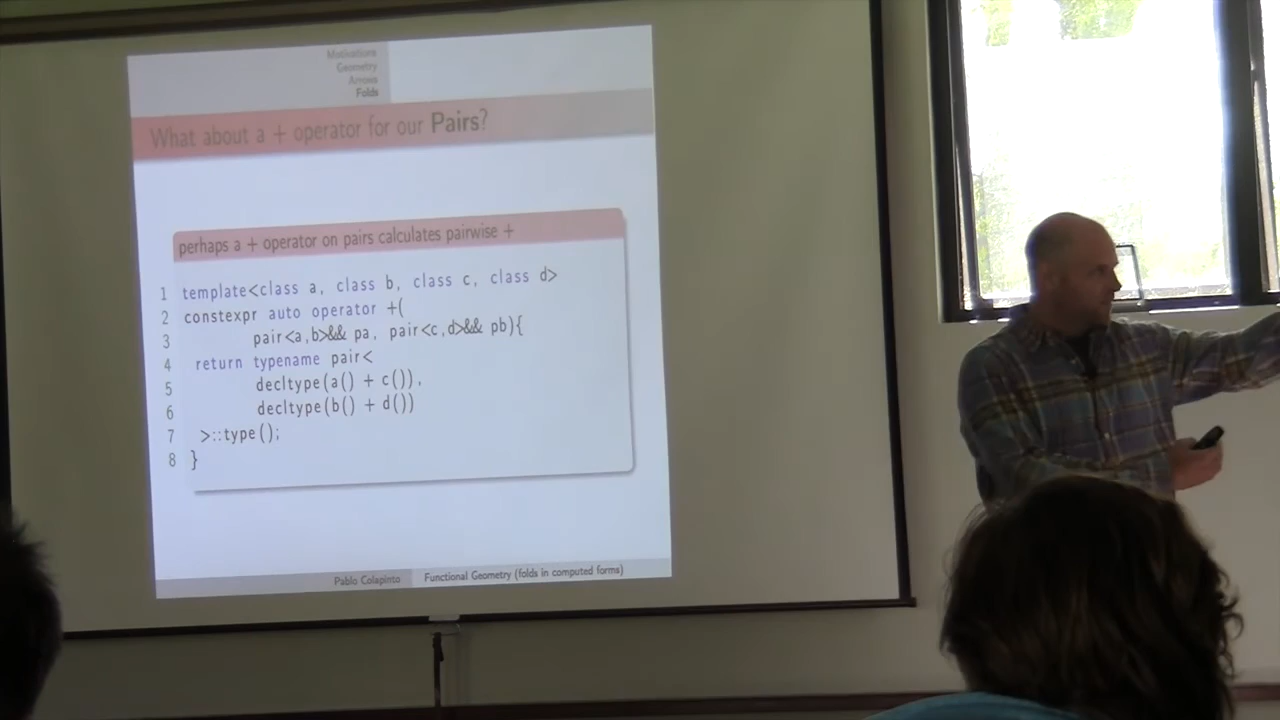 Motivations
Geometry
Arrows
Folds
What about a + operator for our Pairs?
perhaps a + operator on pairs calculates pairwise +
1 template<class a, class b, class c, class d>
2 constexpr auto operator +(
3 pair<a,b>&& pa, pair<c,d>&& pb){
4 return typename pair<
5 decltype(a() + c()),
6 decltype(b() + d())
7 >::type();
8 }
Pablo Colapinto Functional Geometry (folds in computed forms)